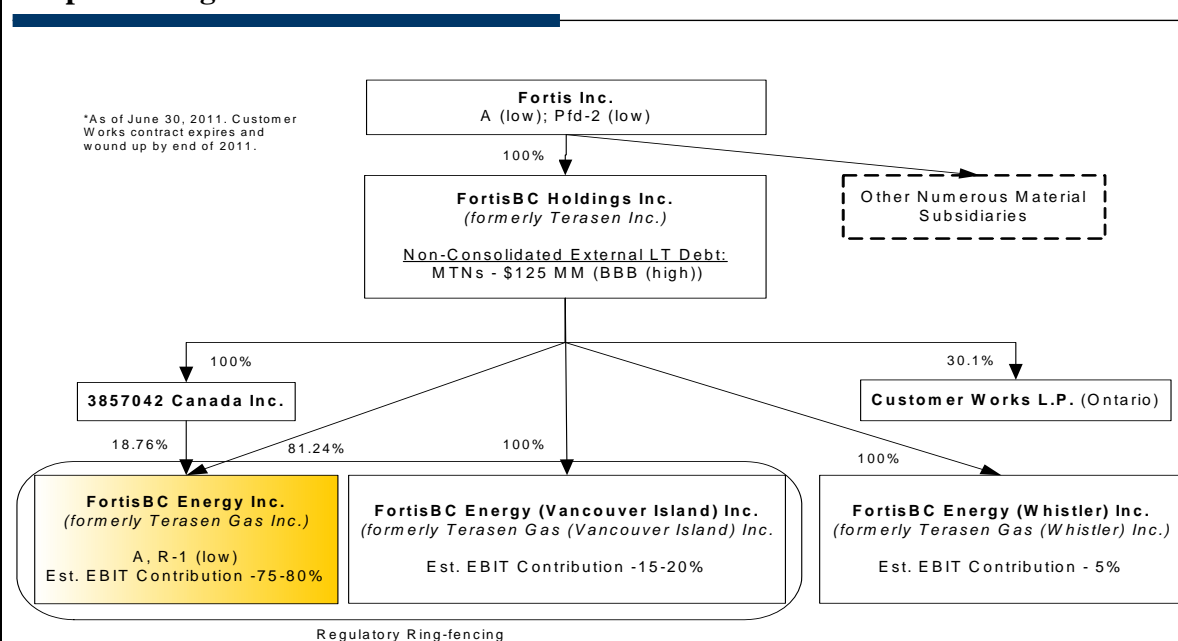 Fortis Inc.
A (low); Pfd-2 (low)
*As of June 30, 2011. Customer
Works contract expires and
wound up by end of 2011.
100%
FortisBC Holdings Inc.
(formerly Terasen Inc.)
Non-Consolidated External LT Debt:
MTNs - $125 MM (BBB (high))
Other Numerous Material
Subsidiaries
100%
30.1%
3857042 Canada Inc.
Customer Works L.P. (Ontario)
18.76%
81.24%
100%
100%
FortisBC Energy Inc.
(formerly Terasen Gas Inc.)
A, R-1 (low)
Est. EBIT Contribution -75-80%
FortisBC Energy (Vancouver Island) Inc.
(formerly Terasen Gas (Vancouver Island) Inc.
Est. EBIT Contribution -15-20%
FortisBC Energy (Whistler) Inc.
(formerly Terasen Gas (Whistler) Inc.)
Est. EBIT Contribution - 5%
Regulatory Ring-fencing